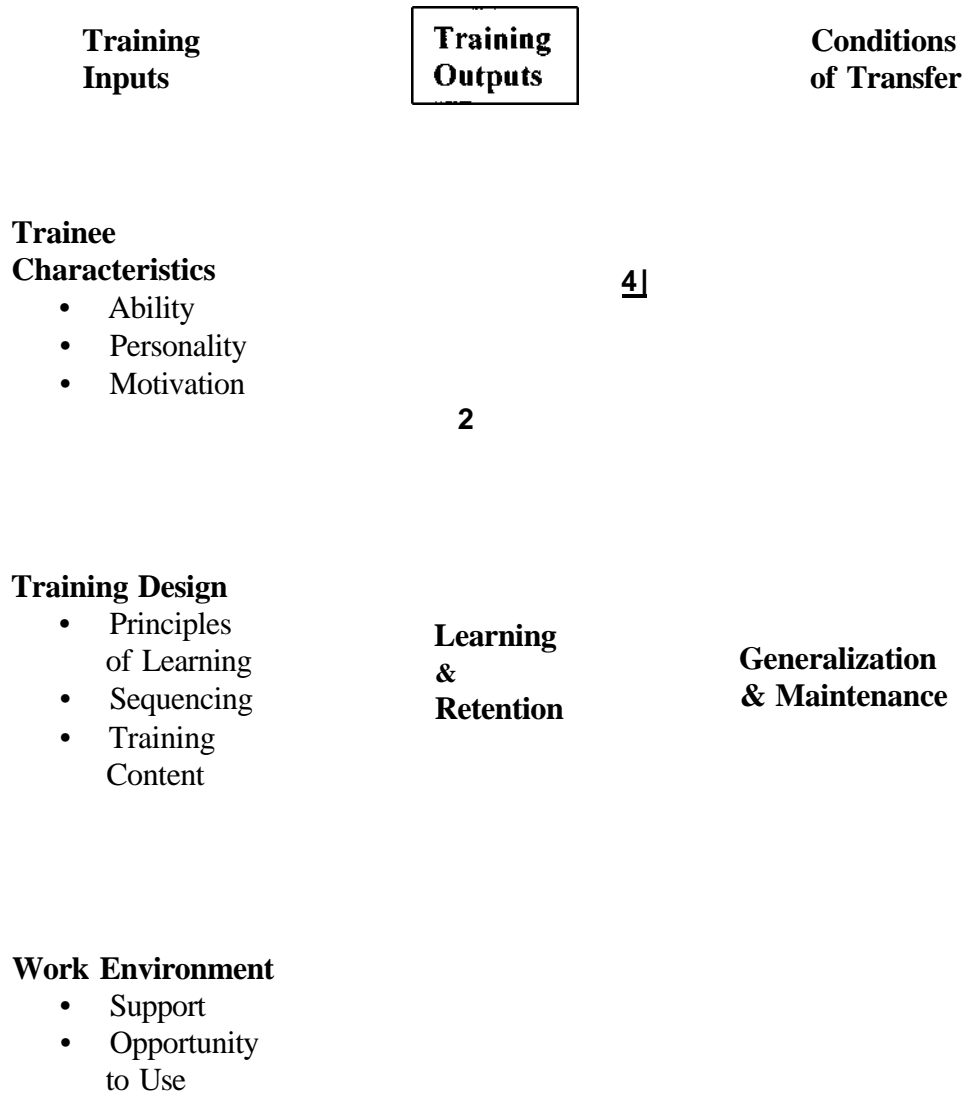 Training
Inputs
Training
Outputs
Conditions
of Transfer
Trainee
Characteristics
• Ability
• Personality
• Motivation
4|
2
Training Design
• Principles
of Learning
• Sequencing
• Training
Content
Learning
&
Retention
Generalization
& Maintenance
Work Environment
• Support
• Opportunity
to Use